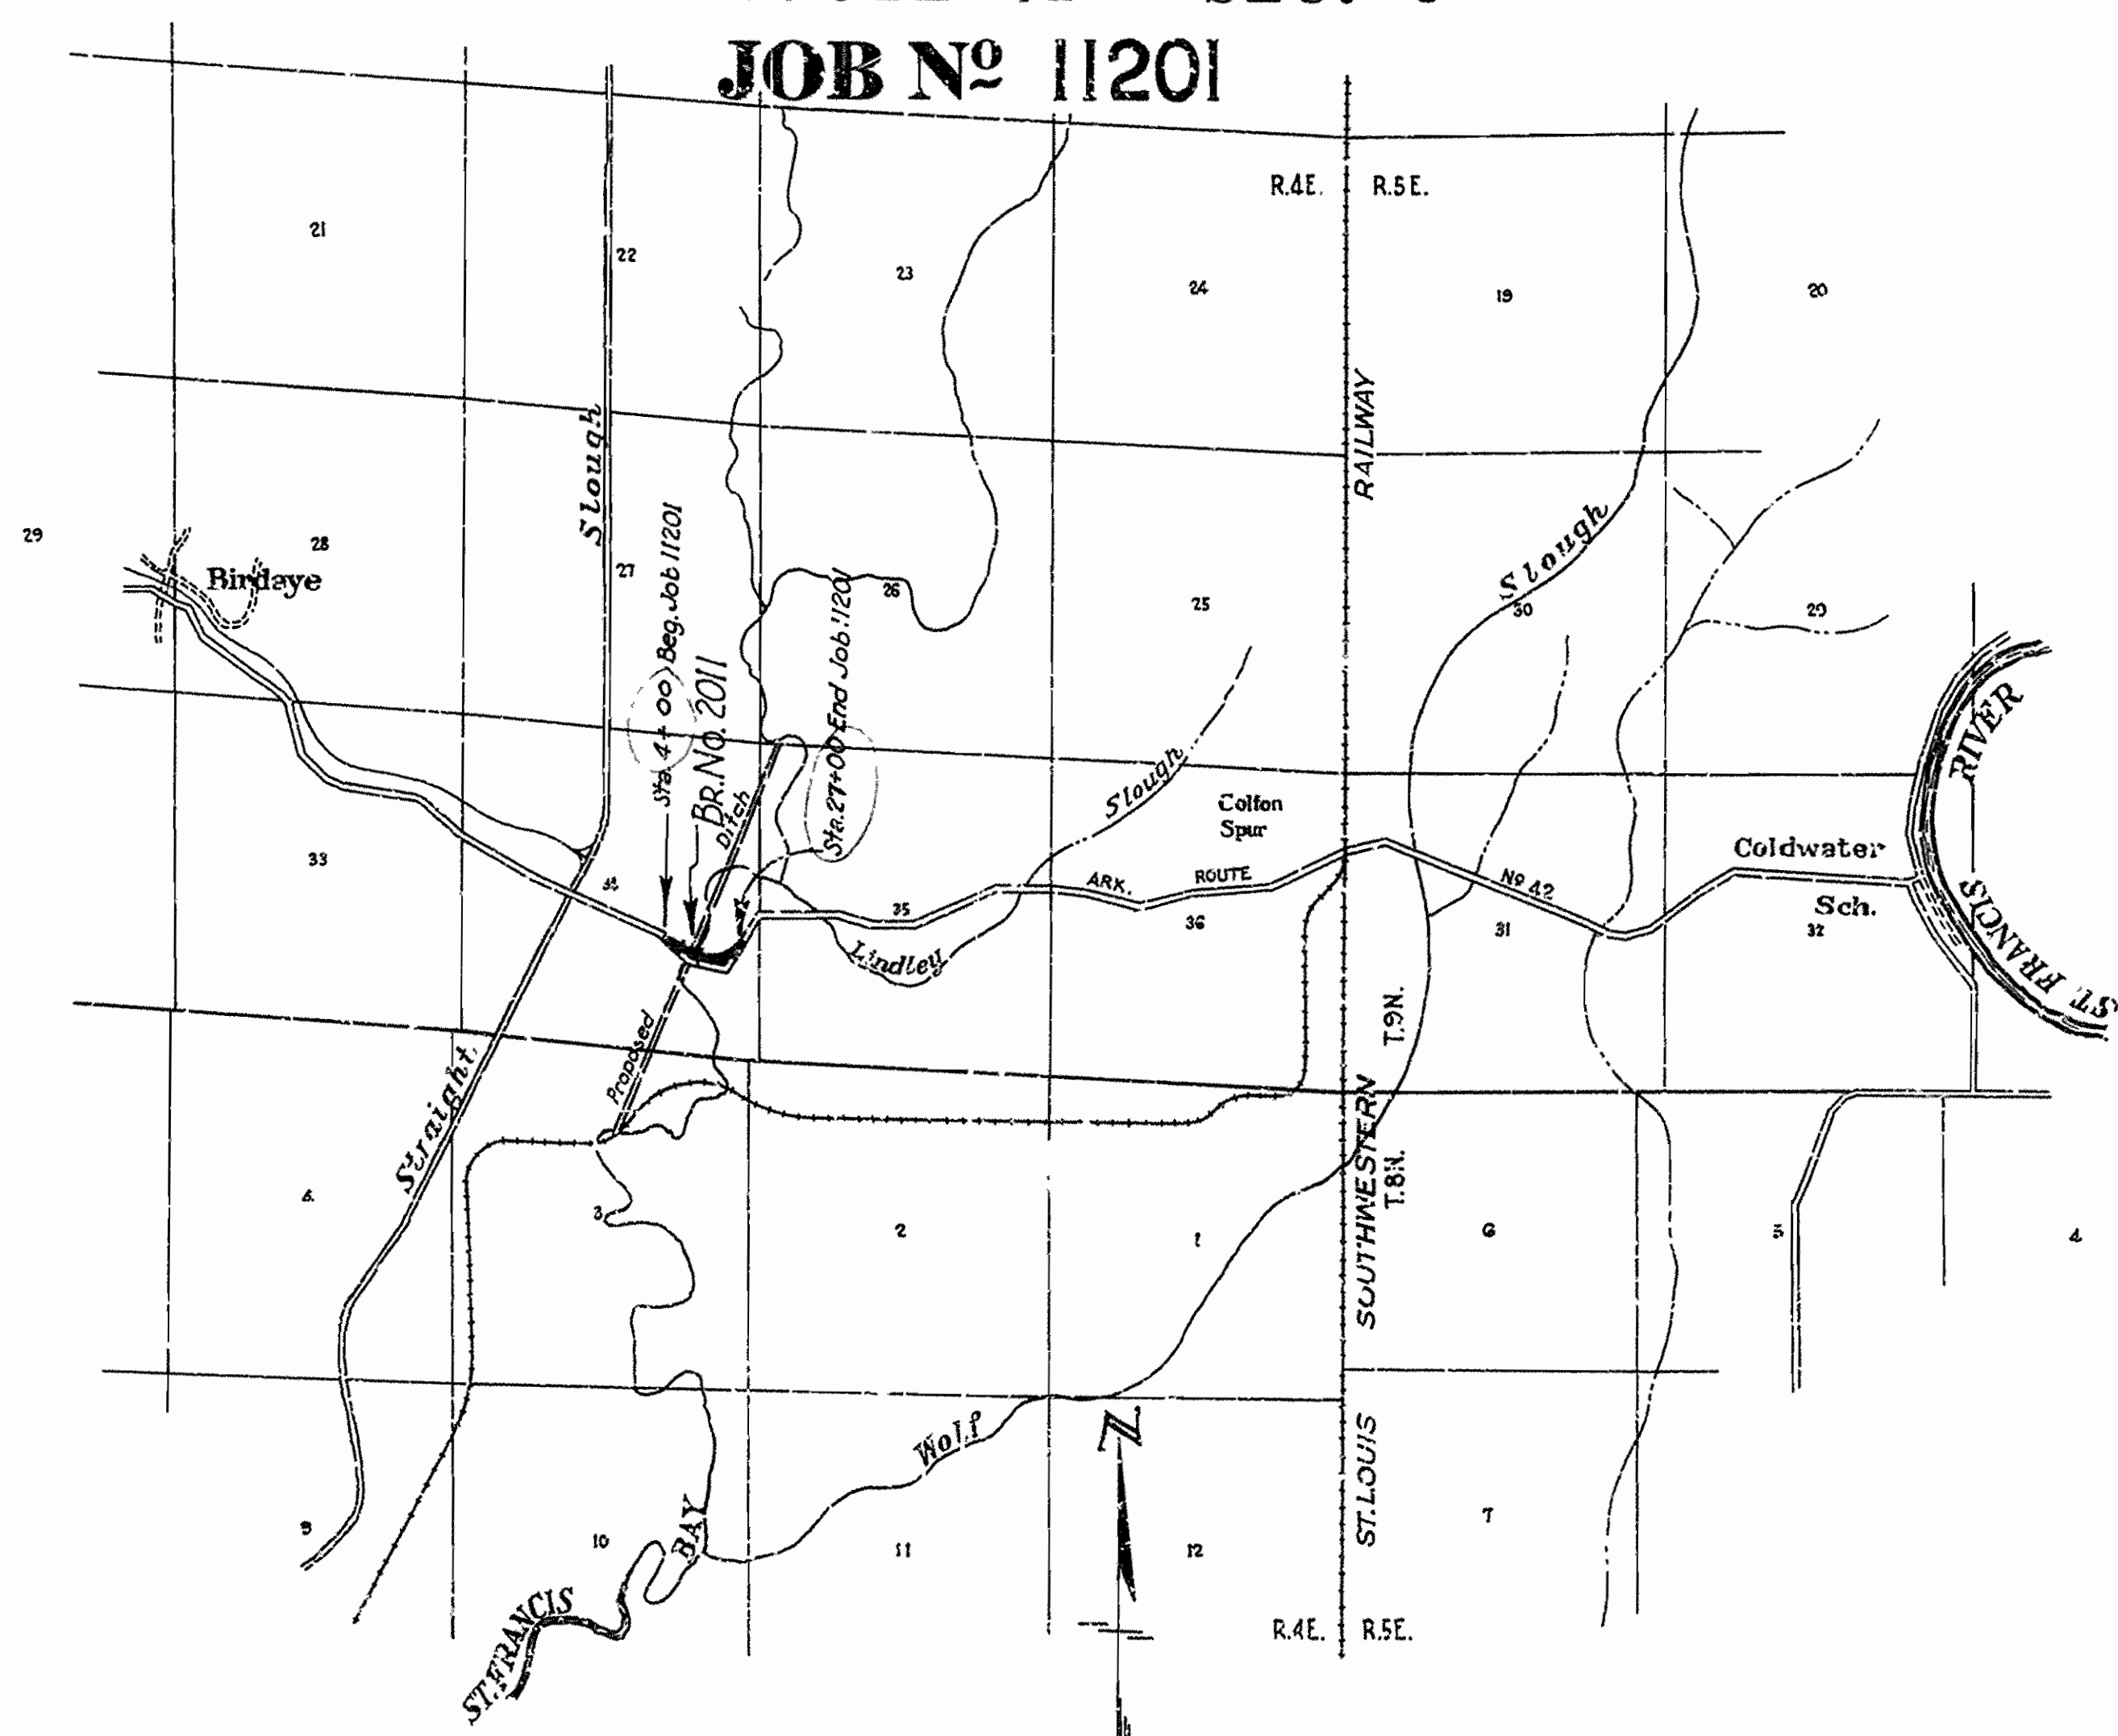 JOB Nº 11201
R.4E. R.5E.
21
22
23
24
19
20
Slough
RAILWAY
29
28
Birdaye
27
26
25
Slough
30
29
Sta. 4+00 Beg. Job 11201
BR. No. 2011
Ditch
Sta. 27+00 End Job 11201
Slough
Colfon
Spur
RIVER
ST. FRANCIS
33
34
35
36
31
32
ARK. ROUTE Nº 42
Coldwater
Sch.
Lindley
Proposed
Straight
T.9N.
T.8N.
SOUTHWESTERN
3
2
1
6
5
4
ST. LOUIS
Wolf
N
9
10
11
12
7
BAY
ST. FRANCIS
R.4E. R.5E.